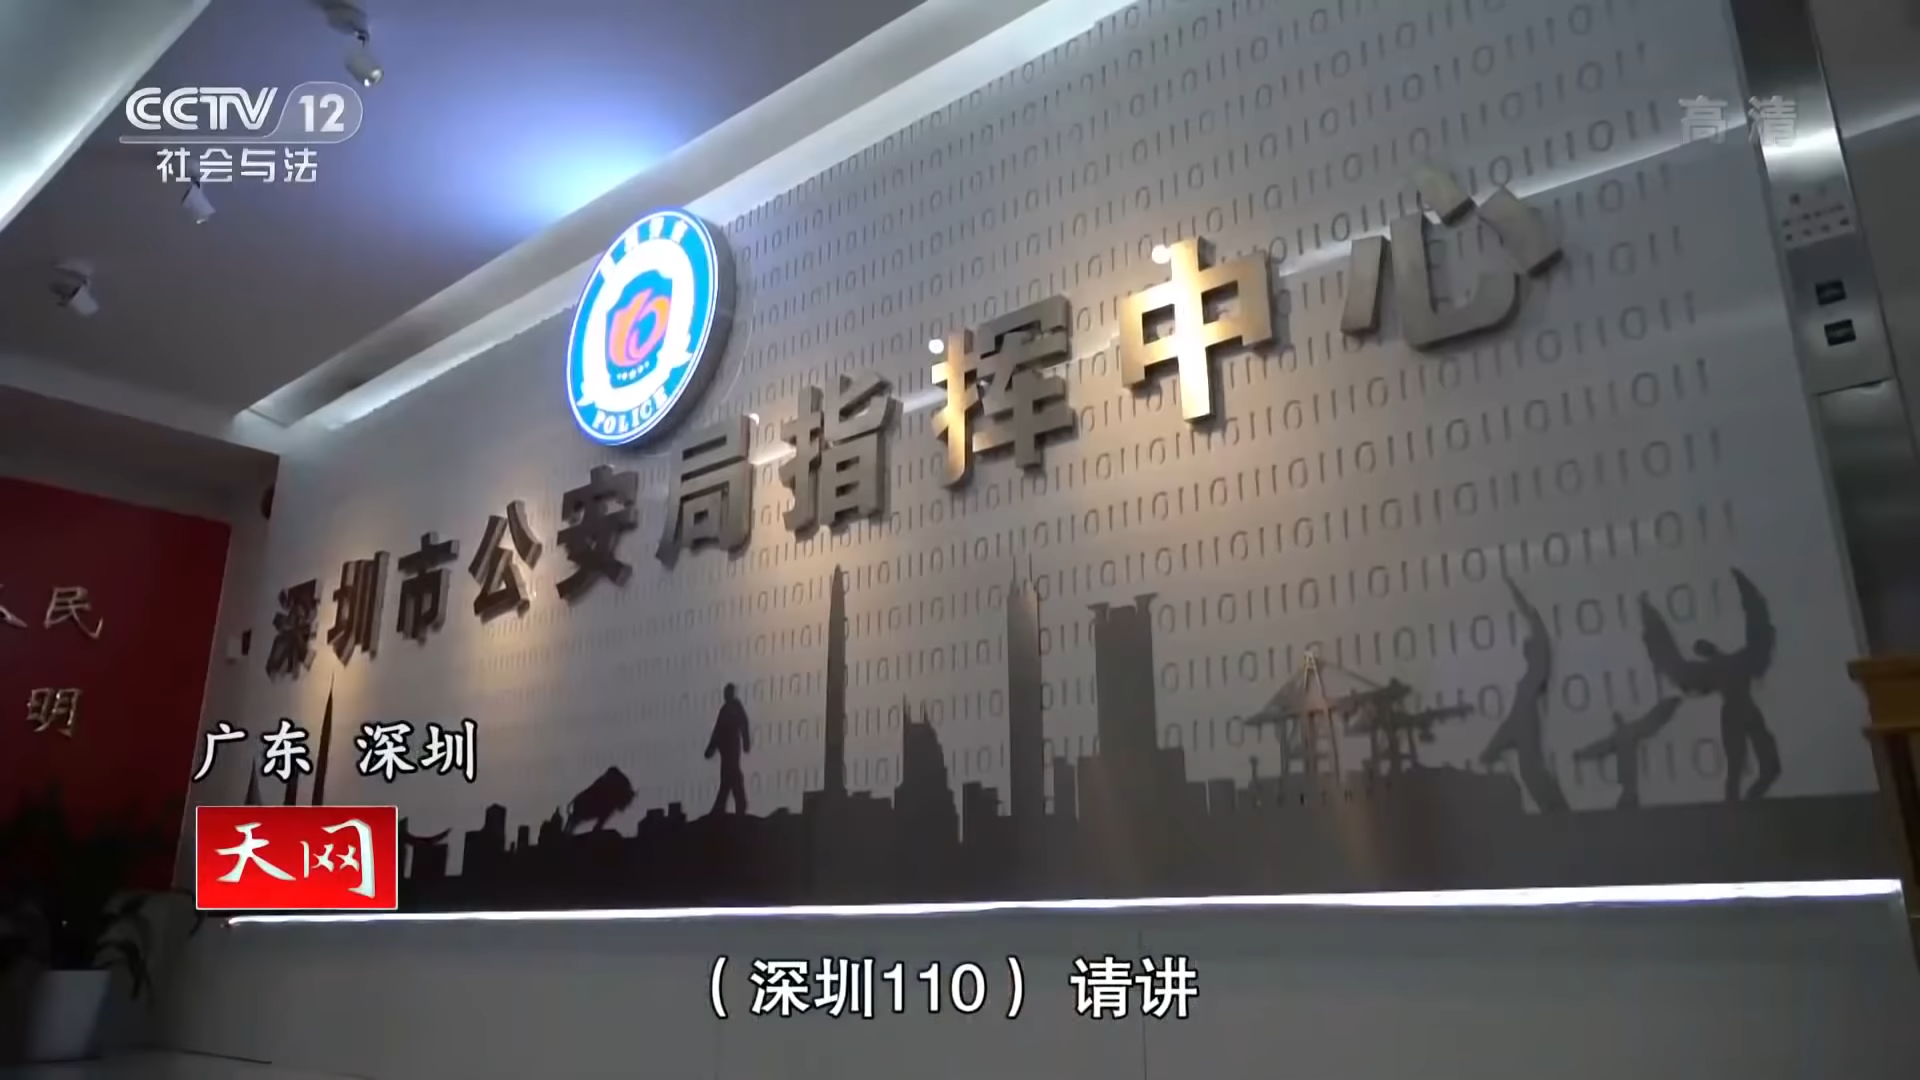 CCTV 12
社会与法
高清
POLICE
深圳市公安局指挥中心
民
明
广东 深圳
天网
（深圳110） 请讲